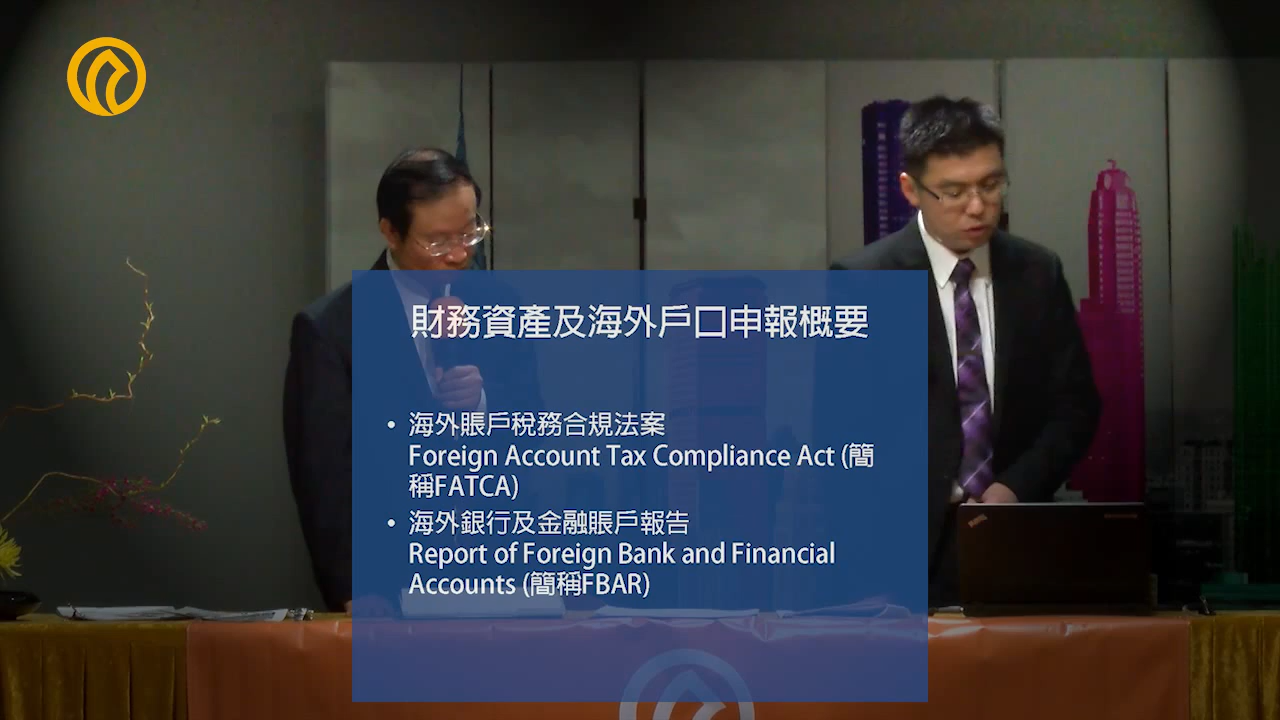 財務資產及海外戶口申報概要
• 海外賬戶稅務合規法案
Foreign Account Tax Compliance Act (簡
稱FATCA)
• 海外銀行及金融賬戶報告
Report of Foreign Bank and Financial
Accounts (簡稱FBAR)